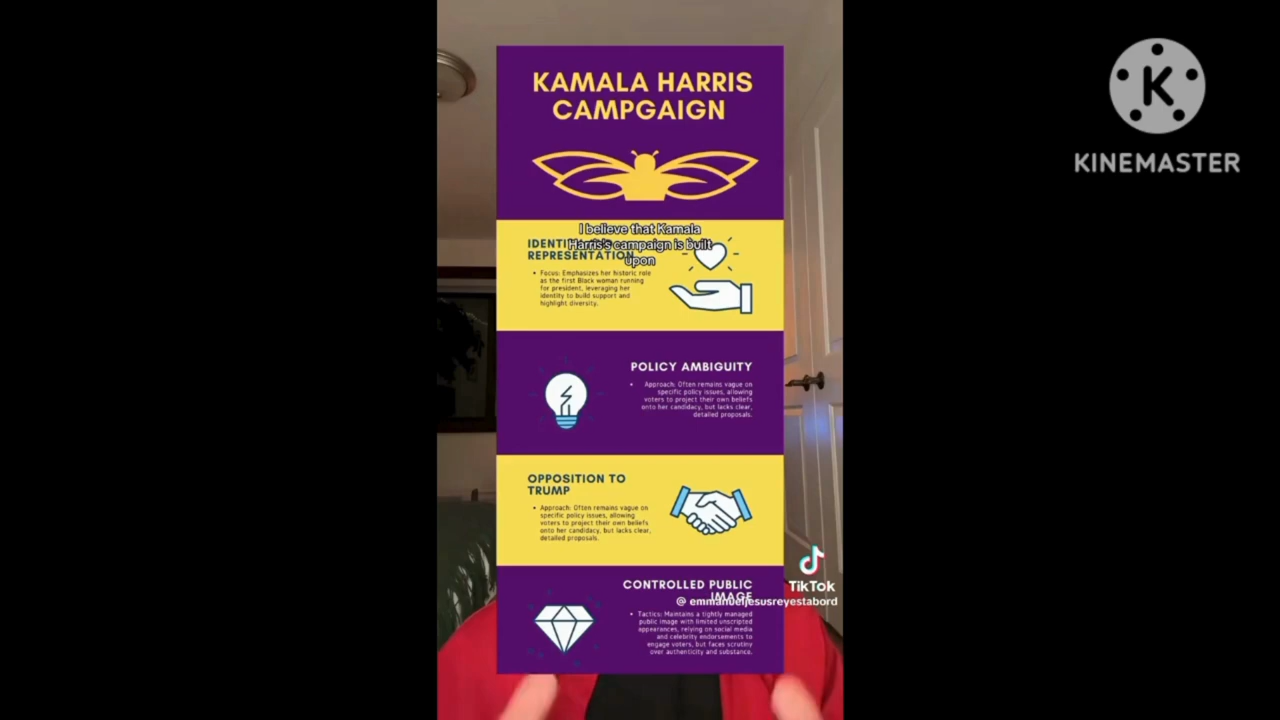 KAMALA HARRIS
CAMPGAIGN
I believe that Kamala
Harris's campaign is built
upon
REPRESENTATION
• Focus: Emphasizes her historic role
as the first Black woman running
for president, leveraging her
identity to build support and
highlight diversity.
POLICY AMBIGUITY
• Approach: Often remains vague on
specific policy issues, allowing
voters to project their own beliefs
onto her candidacy, but lacks clear,
detailed proposals.
OPPOSITION TO
TRUMP
• Approach: Often remains vague on
specific policy issues, allowing
voters to project their own beliefs
onto her candidacy, but lacks clear,
detailed proposals.
CONTROLLED PUBLIC
IMAGE
• Tactics: Maintains a tightly managed
public image with limited unscripted
appearances, relying on social media
and celebrity endorsements to
engage voters, but faces scrutiny
over authenticity and substance.
TikTok
@ emmanueljesusreyestabord
K
KINEMASTER